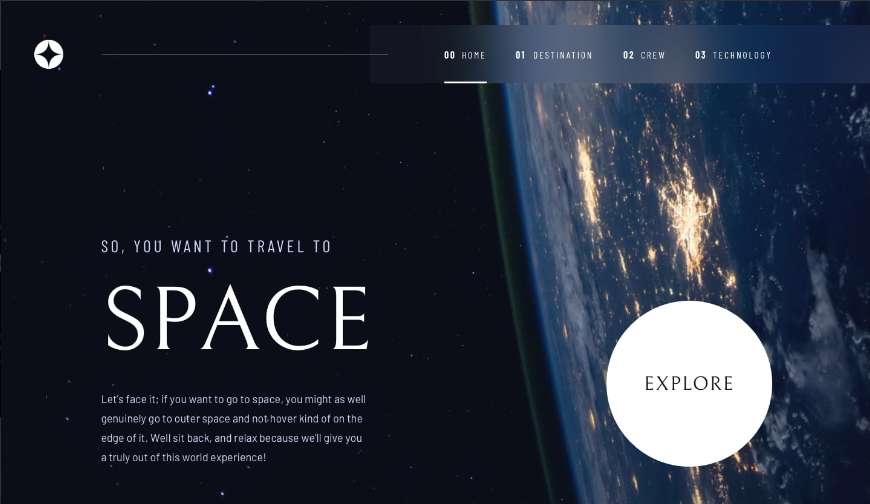 00 HOME 01 DESTINATION 02 CREW 03 TECHNOLOGY
SO, YOU WANT TO TRAVEL TO
SPACE
Let's face it; if you want to go to space, you might as well
genuinely go to outer space and not hover kind of on the
edge of it. Well sit back, and relax because we'll give you
a truly out of this world experience!
EXPLORE